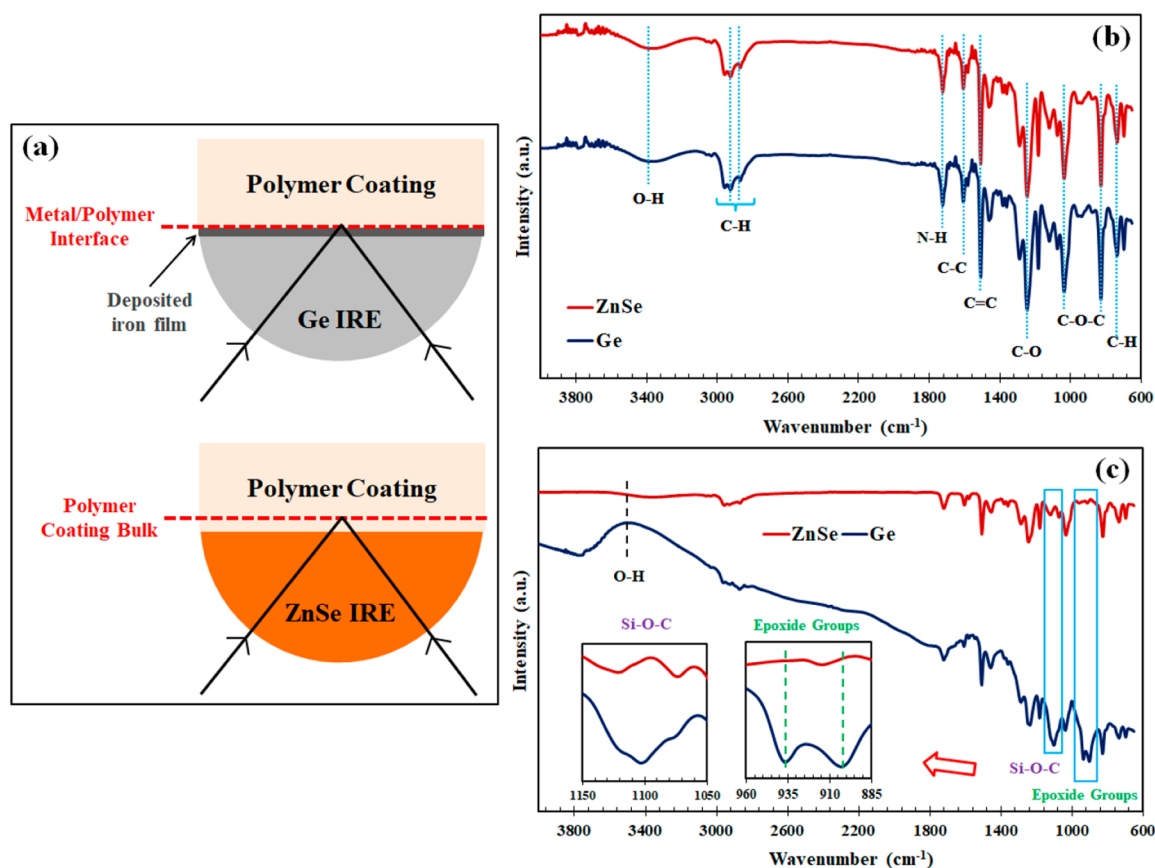 (a)
Polymer Coating
Metal/Polymer
Interface
Deposited
iron film
Ge IRE
Polymer Coating
Polymer
Coating Bulk
ZnSe IRE
(b)
Intensity (a.u.)
O-H
C-H
N-H
C-C
C=C
C-O
C-O-C
C-H
ZnSe
Ge
3800 3400 3000 2600 2200 1800 1400 1000 600
Wavenumber (cm-1)
(c)
Intensity (a.u.)
ZnSe Ge
O-H
Si-O-C
Epoxide Groups
1150 1100 1050
960 935 910 885
Si-O-C
Epoxide Groups
3800 3400 3000 2600 2200 1800 1400 1000 600
Wavenumber (cm-1)